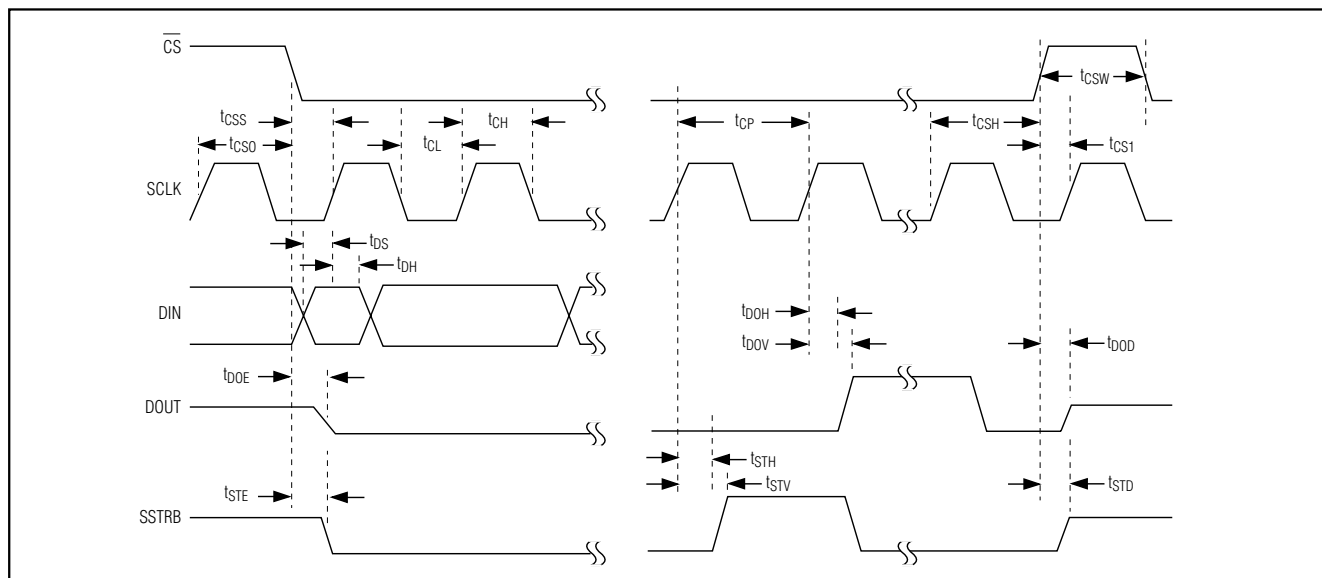 CS
tCSW
tCSS
tCH
tCP
tCSH
tCSO
tCL
tCS1
SCLK
tDS
tDH
DIN
tDOH
tDOV
tDOD
tDOE
DOUT
tSTH
tSTE
tSTV
tSTD
SSTRB